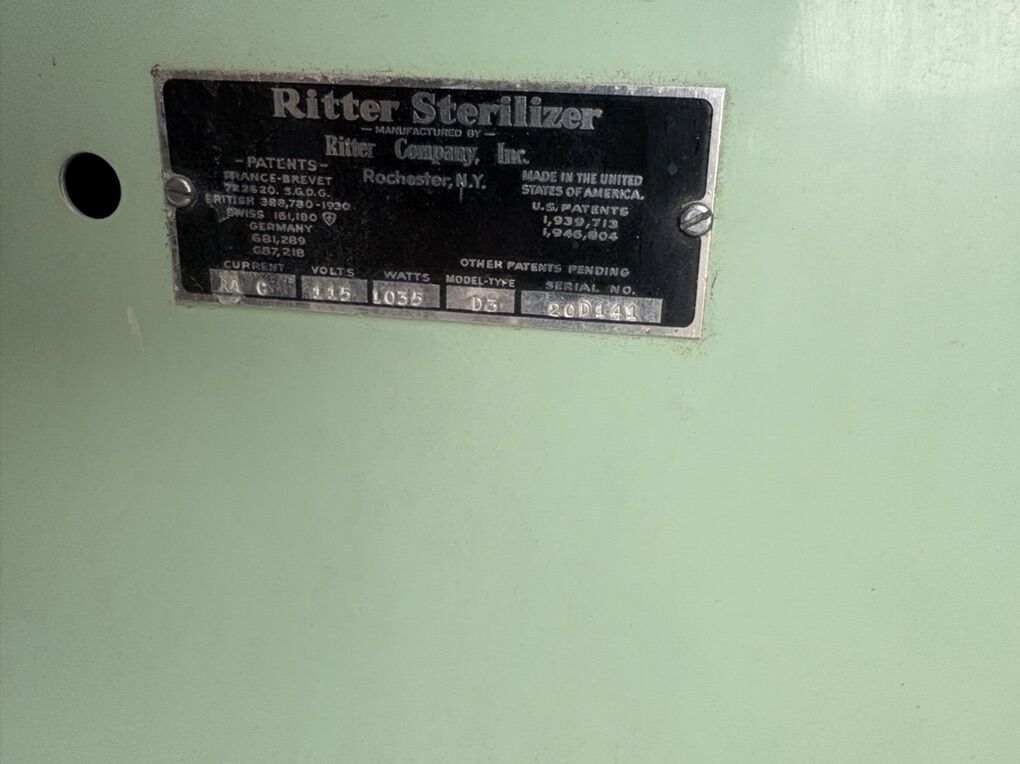 Ritter Sterilizer
— MANUFACTURED BY —
Ritter Company, Inc.
Rochester, N.Y.
- PATENTS -
FRANCE-BREVET
722820. S.G.D.G.
BRITISH 388,780-1930
SWISS 161,180
GERMANY
681,289
687,218
MADE IN THE UNITED
STATES OF AMERICA.
U.S. PATENTS
1,939,713
1,946,804
OTHER PATENTS PENDING
CURRENT VOLTS WATTS MODEL-TYPE SERIAL NO.
C 115 1035 D3 20D141